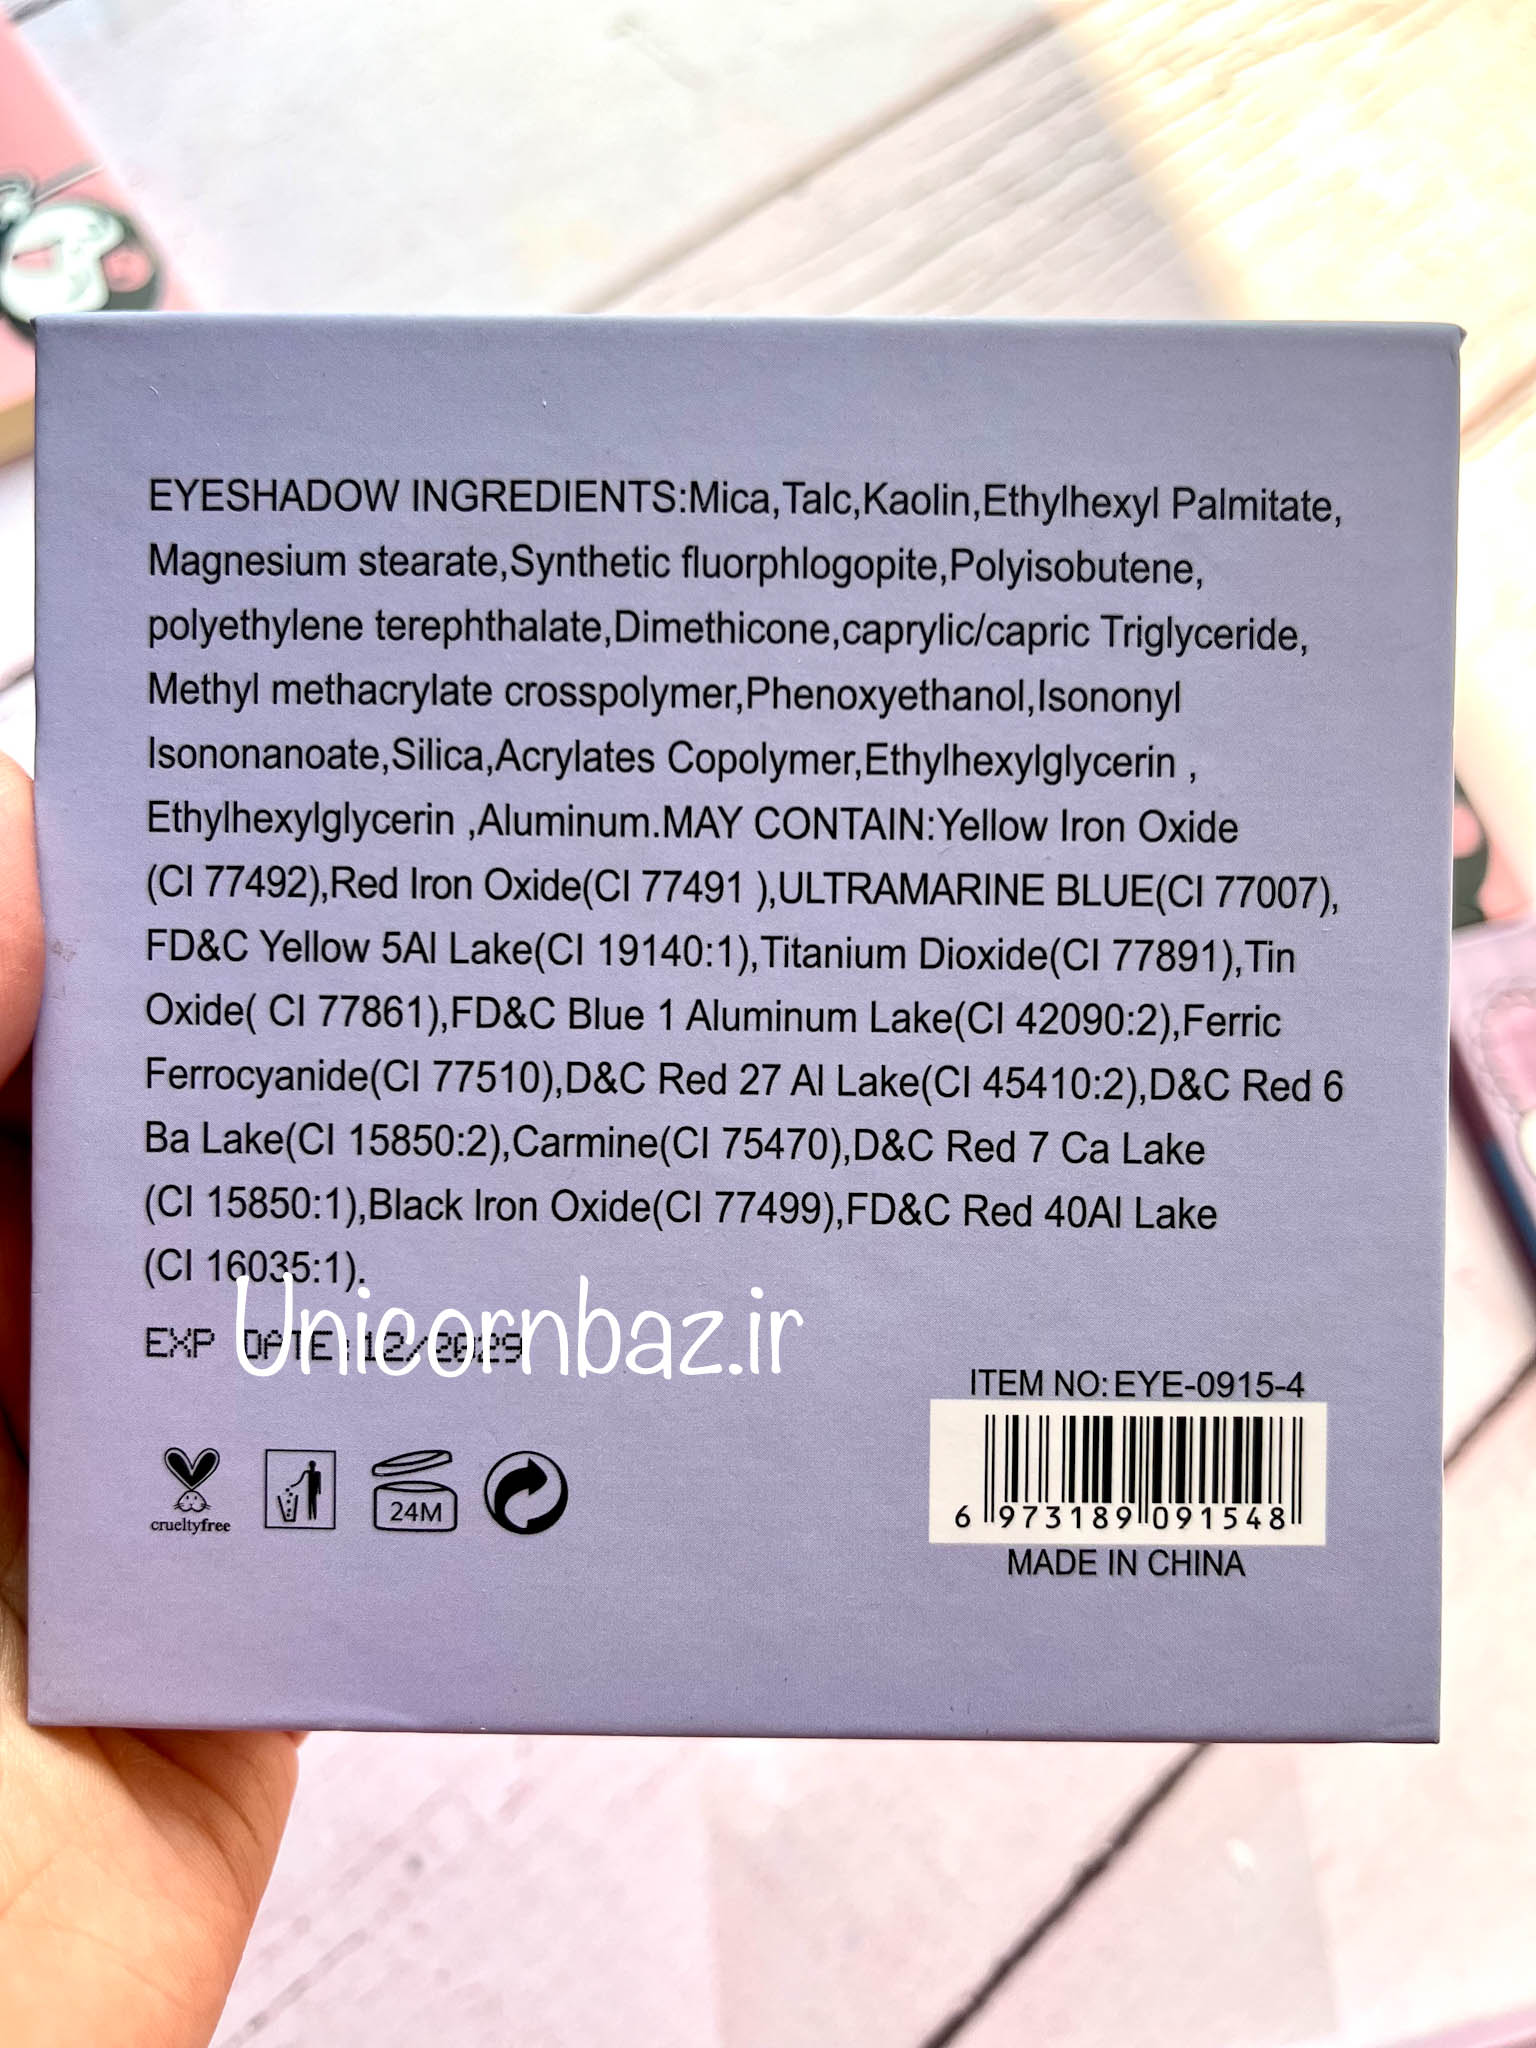 EYESHADOW INGREDIENTS:Mica,Talc,Kaolin,Ethylhexyl Palmitate,
Magnesium stearate,Synthetic fluorphlogopite,Polyisobutene,
polyethylene terephthalate,Dimethicone,caprylic/capric Triglyceride,
Methyl methacrylate crosspolymer,Phenoxyethanol,Isononyl
Isononanoate,Silica,Acrylates Copolymer,Ethylhexylglycerin ,
Ethylhexylglycerin ,Aluminum.MAY CONTAIN:Yellow Iron Oxide
(CI 77492),Red Iron Oxide(CI 77491 ),ULTRAMARINE BLUE(CI 77007),
FD&C Yellow 5Al Lake(CI 19140:1),Titanium Dioxide(CI 77891),Tin
Oxide( CI 77861),FD&C Blue 1 Aluminum Lake(CI 42090:2),Ferric
Ferrocyanide(CI 77510),D&C Red 27 Al Lake(CI 45410:2),D&C Red 6
Ba Lake(CI 15850:2),Carmine(CI 75470),D&C Red 7 Ca Lake
(CI 15850:1),Black Iron Oxide(CI 77499),FD&C Red 40Al Lake
(CI 16035:1).
Unicornbaz.ir
EXP DATE:12/2029
ITEM NO:EYE-0915-4
6 973189 091548
MADE IN CHINA
crueltyfree
24M